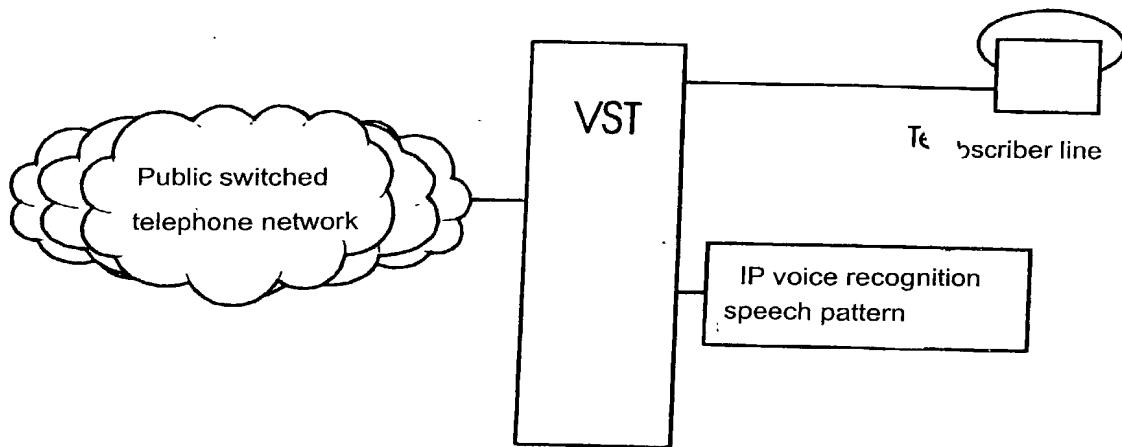 Public switched
telephone network
VST
bscriber line
IP voice recognition
speech pattern